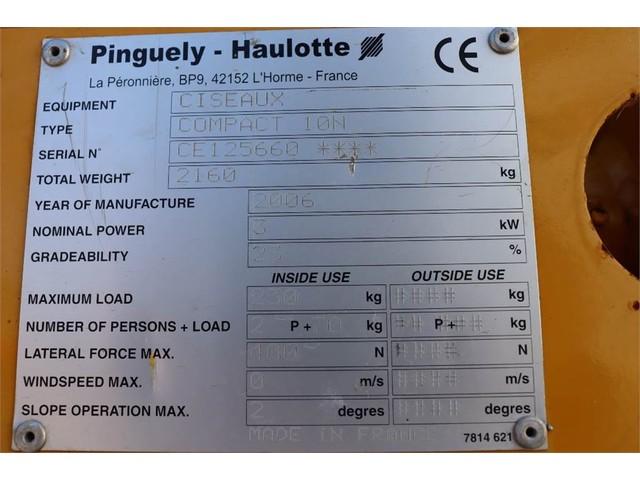 Pinguely - Haulotte CE
La Péronnière, BP9, 42152 L'Horme - France
EQUIPMENT CISEAUX
TYPE COMPACT 10N
SERIAL N° CE125660 ****
TOTAL WEIGHT 2160 kg
YEAR OF MANUFACTURE 2006
NOMINAL POWER 3 kW
GRADEABILITY %
INSIDE USE OUTSIDE USE
MAXIMUM LOAD 230 kg #### kg
NUMBER OF PERSONS + LOAD 2 P + kg P + kg
LATERAL FORCE MAX. 400 N N
WINDSPEED MAX. 0 m/s #### m/s
SLOPE OPERATION MAX. 2 degres degres
MADE IN FRANCE 7814 621